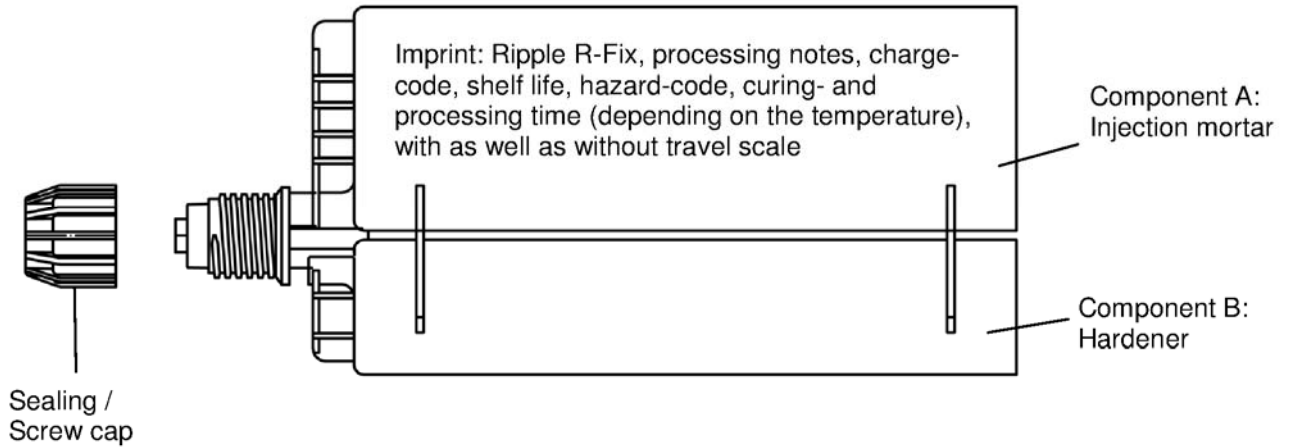 Imprint: Ripple R-Fix, processing notes, charge-
code, shelf life, hazard-code, curing- and
processing time (depending on the temperature),
with as well as without travel scale
Component A:
Injection mortar
Component B:
Hardener
Sealing /
Screw cap